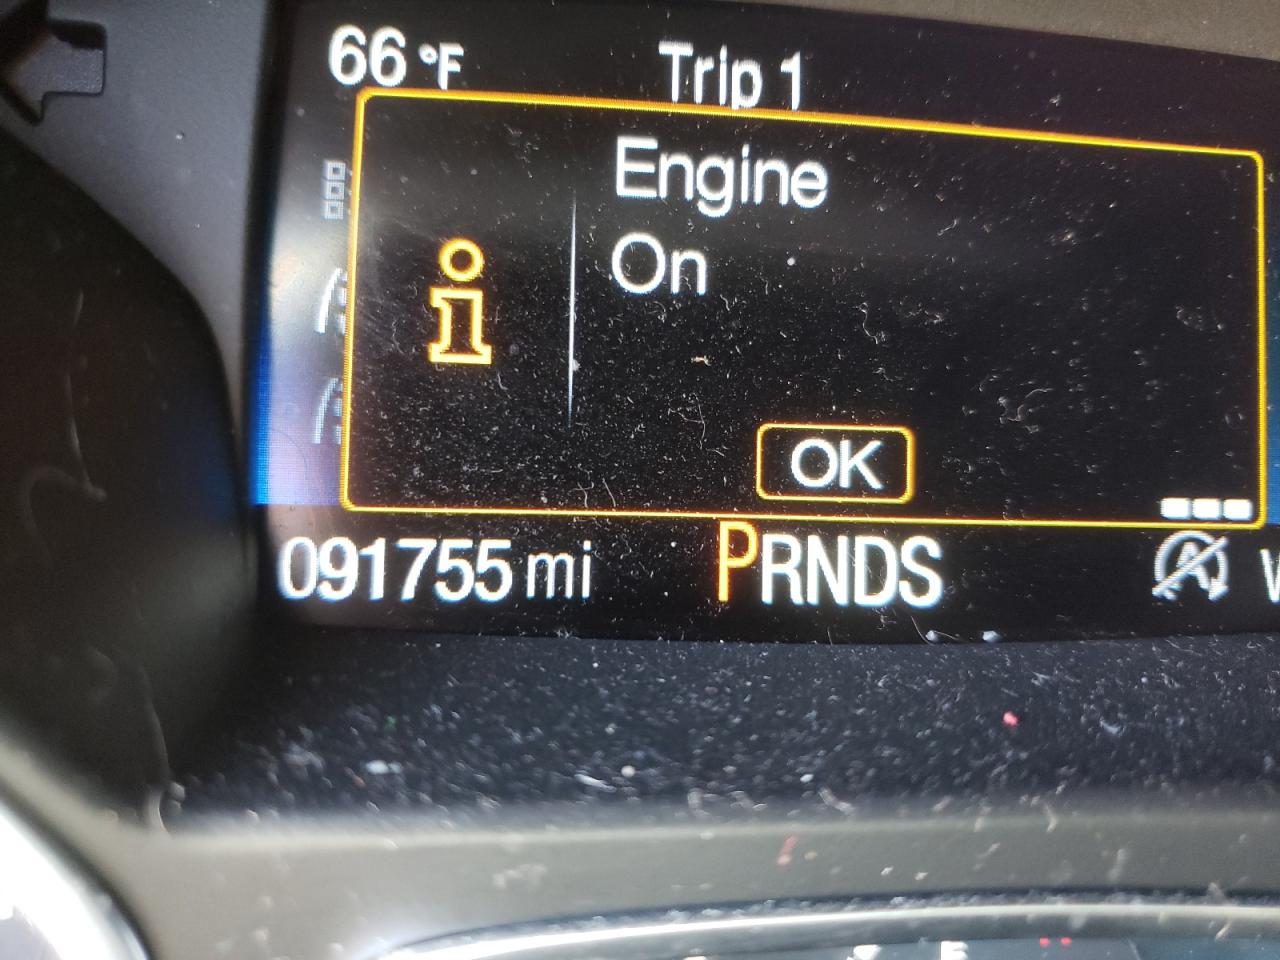 66 °F
Trip 1
Engine
On
OK
091755 mi
PRNDS
A